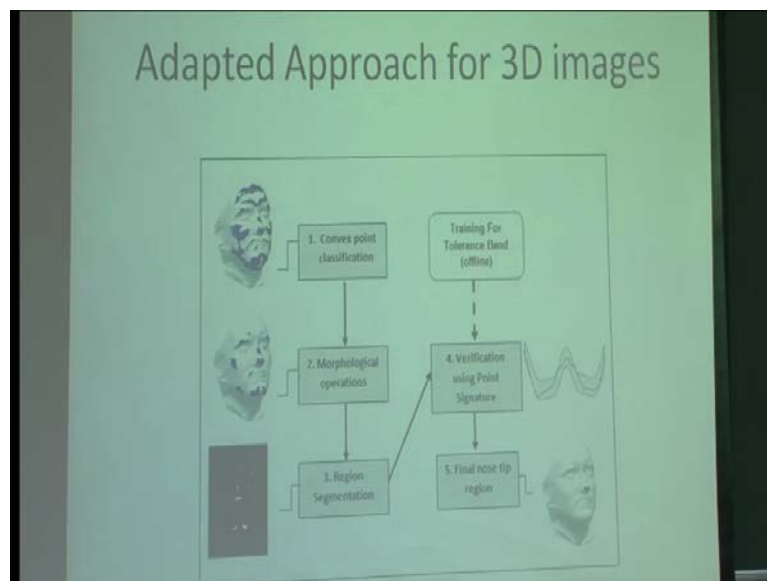 Adapted Approach for 3D images
1. Convex point
classification
Training For
Tolerance Band
(offline)
2. Morphological
operations
4. Verification
using Point
Signature
3. Region
Segmentation
5. Final nose tip
region